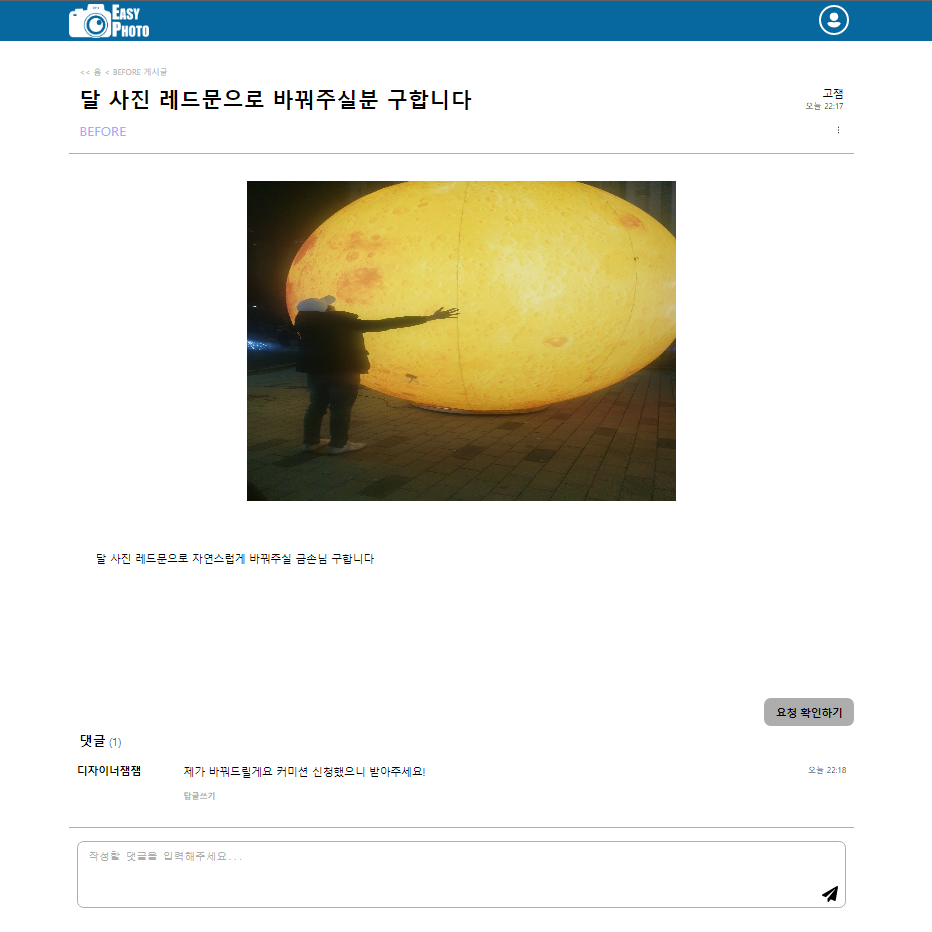 EASY
PHOTO
<< 홈 < BEFORE 게시글
달 사진 레드문으로 바꿔주실분 구합니다
고잼
오늘 22:17
BEFORE
달 사진 레드문으로 자연스럽게 바꿔주실 금손님 구합니다
요청 확인하기
댓글 (1)
디자이너잼잼
제가 바꿔드릴게요 커미션 신청했으니 받아주세요!
오늘 22:18
답글쓰기
작성할 댓글을 입력해주세요...